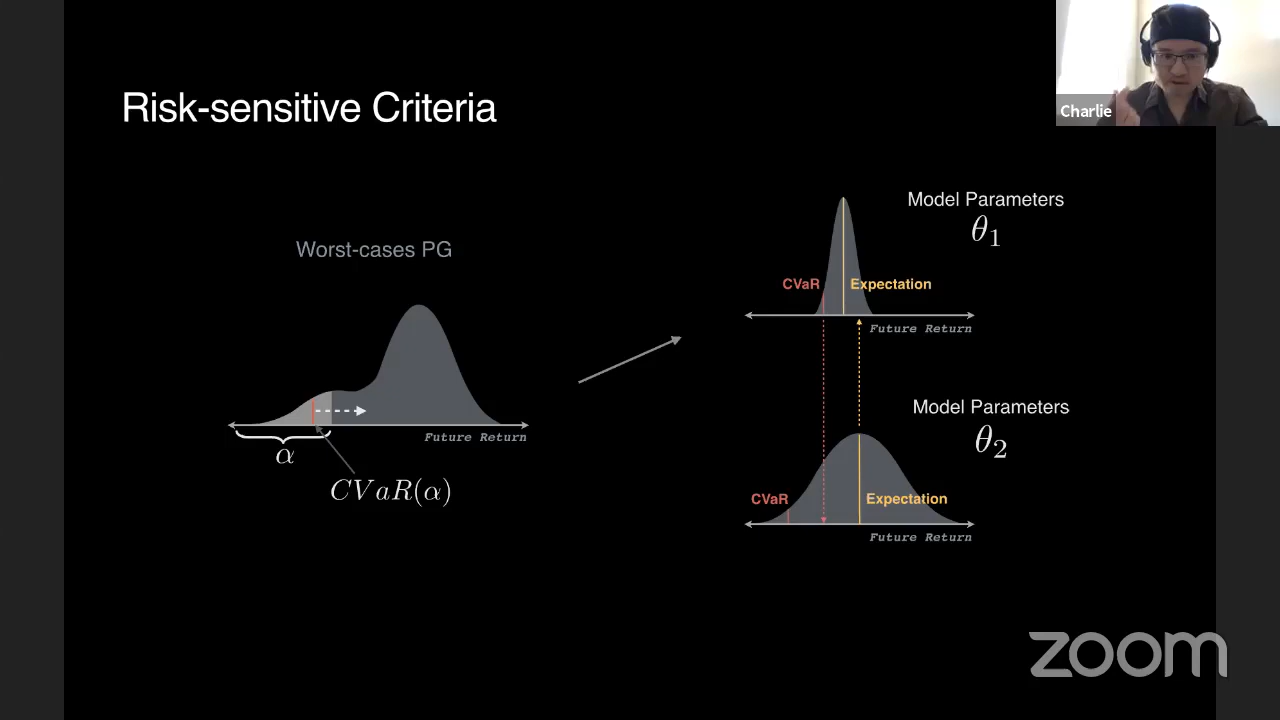 Risk-sensitive Criteria
Charlie
Worst-cases PG
Future Return
α
CVaR(α)
Model Parameters
θ₁
CVaR
Expectation
Future Return
Model Parameters
θ₂
CVaR
Expectation
Future Return
zoom